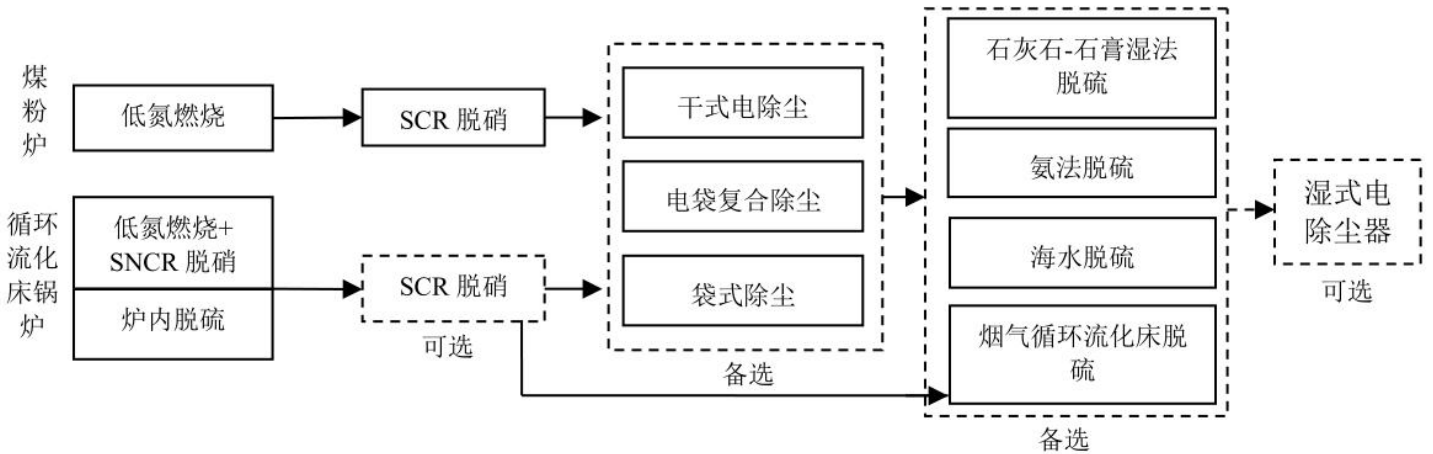 煤
粉
炉
低氮燃烧
SCR 脱硝
循环
流化
床锅
炉
低氮燃烧+
SNCR 脱硝
炉内脱硫
SCR 脱硝
可选
干式电除尘
电袋复合除尘
袋式除尘
备选
石灰石-石膏湿法
脱硫
氨法脱硫
海水脱硫
烟气循环流化床脱
硫
备选
湿式电
除尘器
可选